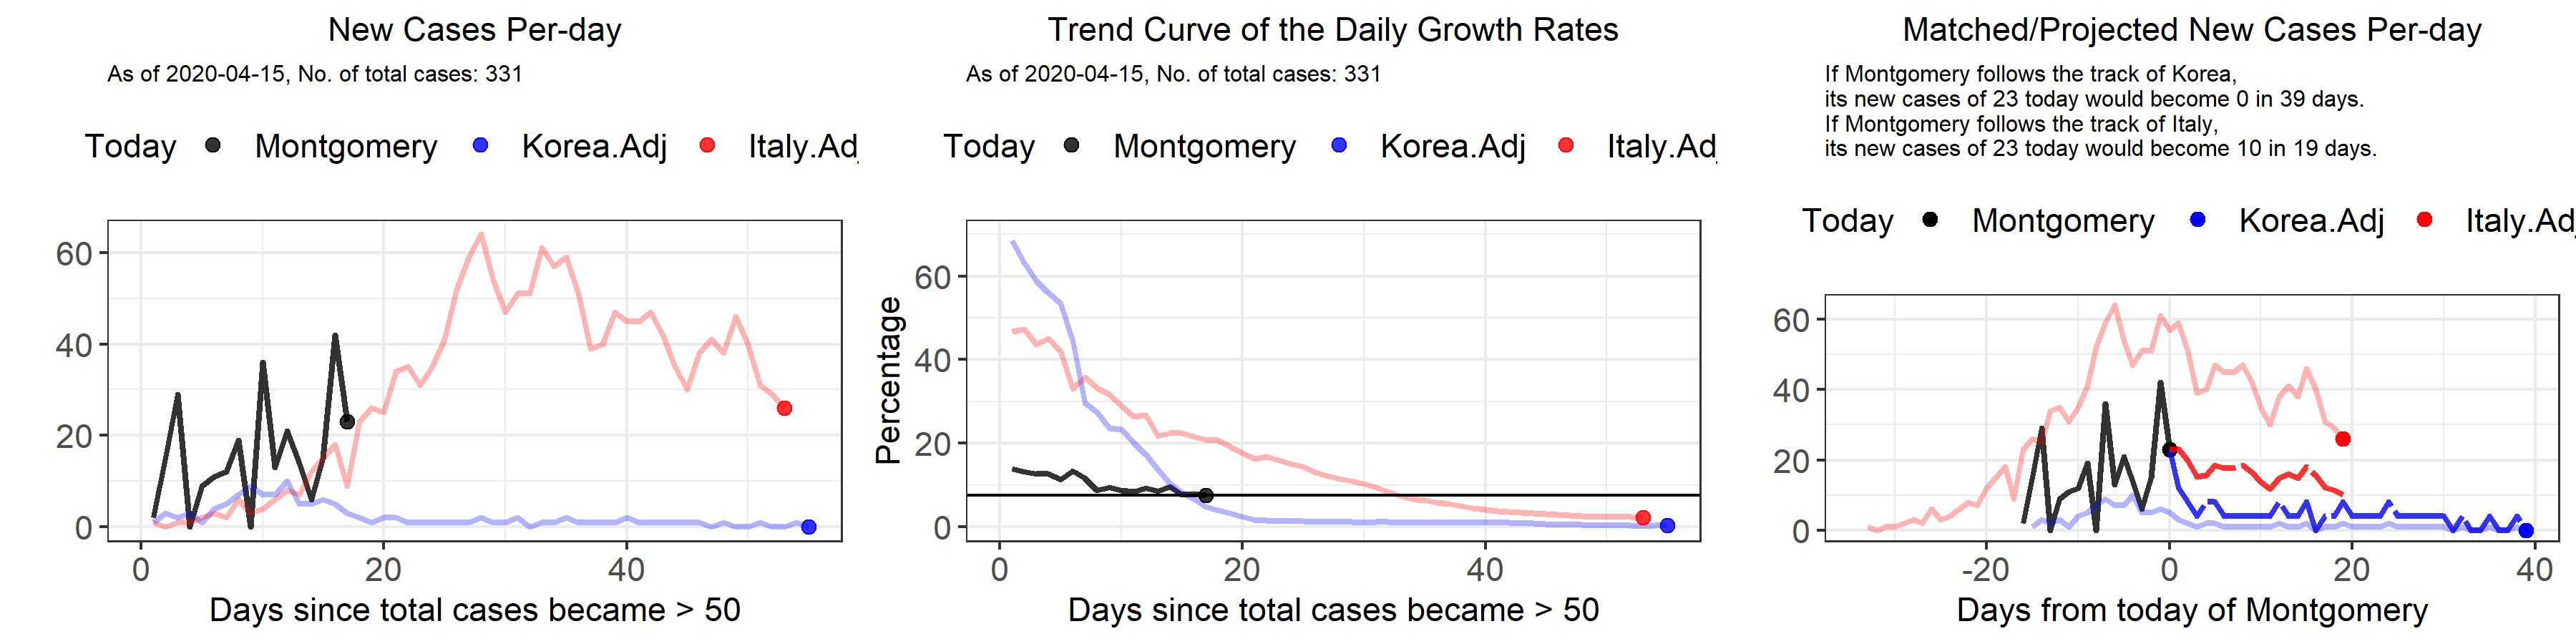 New Cases Per-day
As of 2020-04-15, No. of total cases: 331
Today Montgomery Korea.Adj Italy.Ad
60
40
20
0
0 20 40
Days since total cases became > 50
Trend Curve of the Daily Growth Rates
As of 2020-04-15, No. of total cases: 331
Today Montgomery Korea.Adj Italy.Ad
Percentage
60
40
20
0
0 20 40
Days since total cases became > 50
Matched/Projected New Cases Per-day
If Montgomery follows the track of Korea,
its new cases of 23 today would become 0 in 39 days.
If Montgomery follows the track of Italy,
its new cases of 23 today would become 10 in 19 days.
Today Montgomery Korea.Adj Italy.Ad
60
40
20
0
-20 0 20 40
Days from today of Montgomery